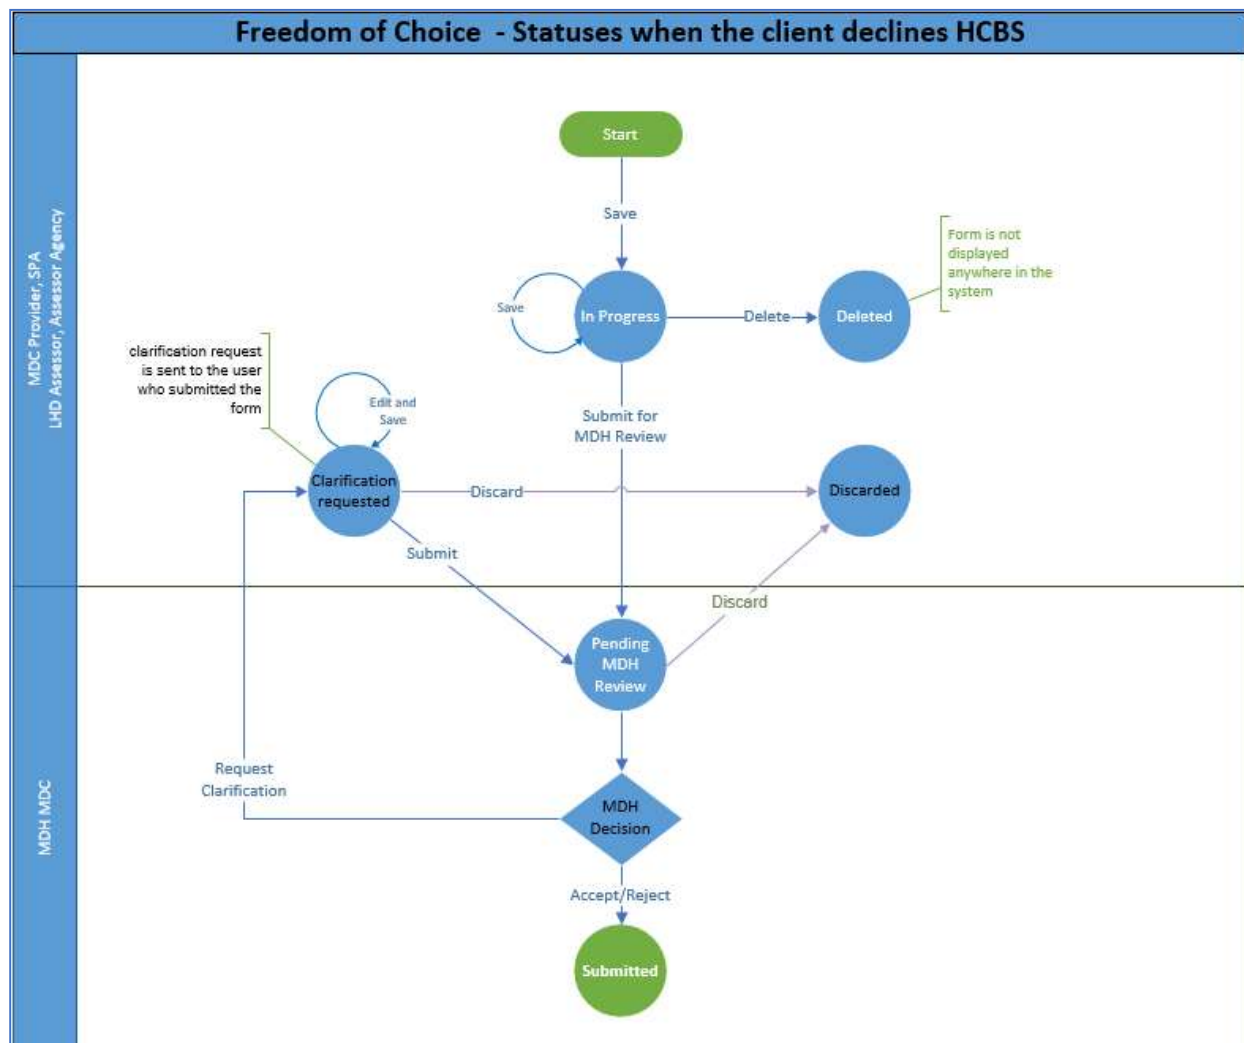 Freedom of Choice  - Statuses when the client declines HCBS
MDC Provider, SPA
LHD Assessor, Assessor Agency
Start
Save
Form is not
displayed
anywhere in the
system
Save
In Progress
Delete
Deleted
clarification request
is sent to the user
who submitted the
form
Edit and
Save
Submit for
MDH Review
Clarification
requested
Discard
Discarded
Submit
Discard
MDH MDC
Pending
MDH
Review
Request
Clarification
MDH
Decision
Accept/Reject
Submitted